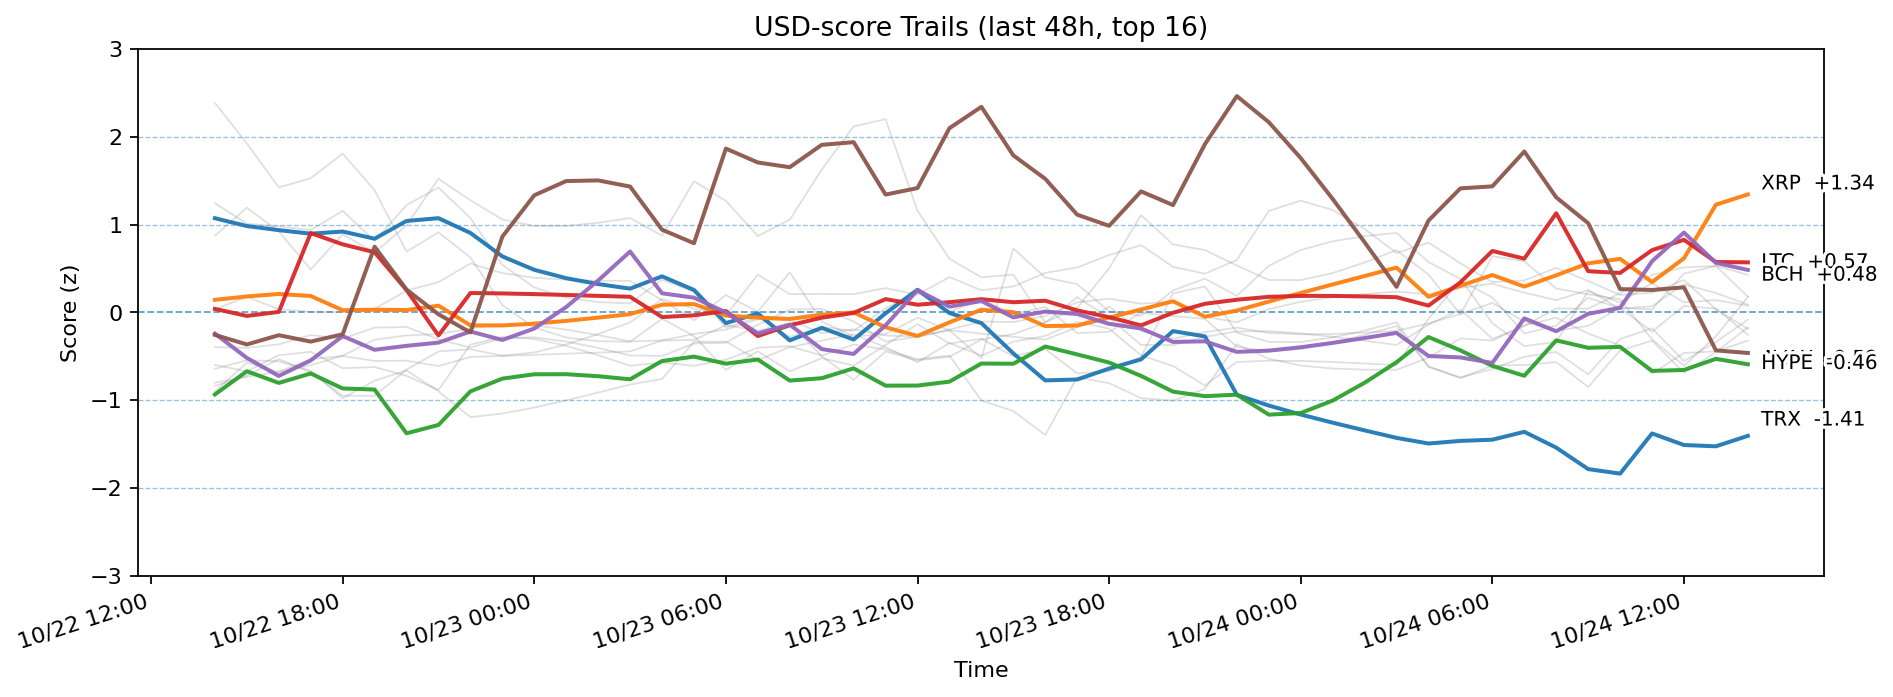 USD-score Trails (last 48h, top 16)
Score (z)
3
2
1
0
−1
−2
−3
XRP +1.34
LTC +0.57
BCH +0.48
HYPE -0.46
TRX -1.41
10/22 12:00
10/22 18:00
10/23 00:00
10/23 06:00
10/23 12:00
10/23 18:00
10/24 00:00
10/24 06:00
10/24 12:00
Time